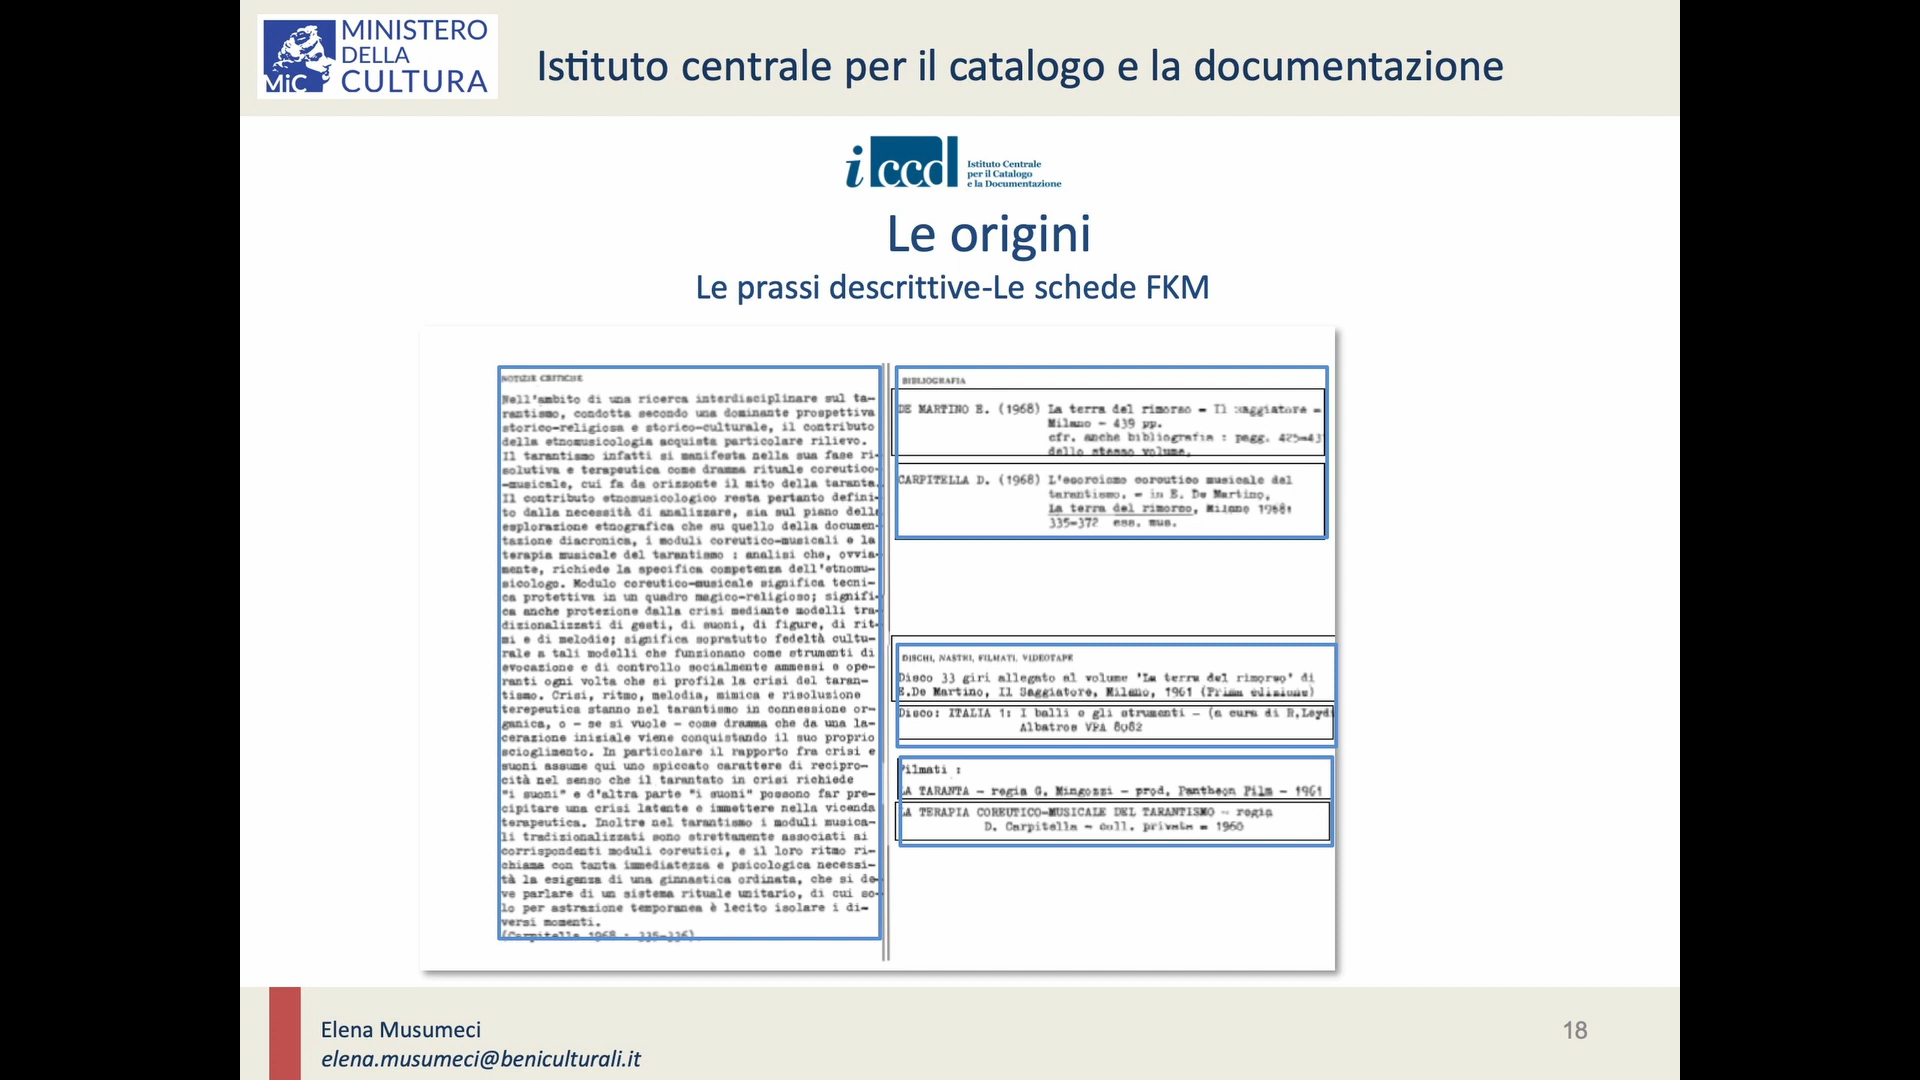 MiC
MINISTERO
DELLA
CULTURA
Istituto centrale per il catalogo e la documentazione
iccd
Istituto Centrale
per il Catalogo
e la Documentazione
Le origini
Le prassi descrittive-Le schede FKM
NOTIZIE CRITICHE
Nell'ambito di una ricerca interdisciplinare sul ta-
rantismo, condotta secondo una dominante prospettiva
storico-religiosa e storico-culturale, il contributo
della etnomusicologia acquista particolare rilievo.
Il tarantismo infatti si manifesta nella sua fase ri-
solutiva e terapeutica come dramma rituale coreutico-
-musicale, cui fa da orizzonte il mito della taranta.
Il contributo etnomusicologico resta pertanto defini-
to dalla necessità di analizzare, sia sul piano della
esplorazione etnografica che su quello della documen-
tazione diacronica, i moduli coreutico-musicali e la
terapia musicale del tarantismo : analisi che, ovvia-
mente, richiede la specifica competenza dell'etnomu-
sicologo. Modulo coreutico-musicale significa tecni-
ca protettiva in un quadro magico-religioso; signifi-
ca anche protezione dalla crisi mediante modelli tra-
dizionalizzati di gesti, di suoni, di figure, di rit-
mi e di melodie; significa sopratutto fedeltà cultu-
rale a tali modelli che funzionano come strumenti di
evocazione e di controllo socialmente ammessi e ope-
ranti ogni volta che si profila la crisi del taran-
tismo. Crisi, ritmo, melodia, mimica e risoluzione
terepeutica stanno nel tarantismo in connessione or-
ganica, o - se si vuole - come dramma che da una la-
cerazione iniziale viene conquistando il suo proprio
scioglimento. In particolare il rapporto fra crisi e
suoni assume qui uno spiccato carattere di recipro-
cità nel senso che il tarantato in crisi richiede
"i suoni" e d'altra parte "i suoni" possono far pre-
cipitare una crisi latente e immettere nella vicenda
terapeutica. Inoltre nel tarantismo i moduli musica-
li tradizionalizzati sono strettamente associati ai
corrispondenti moduli coreutici, e il loro ritmo ri-
chiama con tanta immediatezza e psicologica necessi-
tà la esigenza di una ginnastica ordinata, che si de-
ve parlare di un sistema rituale unitario, di cui so-
lo per astrazione temporanea è lecito isolare i di-
versi momenti.
(Carpitella 1968 : 335-336).
BIBLIOGRAFIA
DE MARTINO E. (1968) La terra del rimorso - Il Saggiatore -
Milano - 439 pp.
cfr. anche bibliografia : pagg. 425-43
dello stesso volume.
CARPITELLA D. (1968) L'esorcismo coreutico musicale del
tarantismo. - in E. De Martino,
La terra del rimorso, Milano 1968:
335-372 ess. mus.
DISCHI, NASTRI, FILMATI, VIDEOTAPE
Disco 33 giri allegato al volume 'La terra del rimorso' di
E.De Martino, Il Saggiatore, Milano, 1961 (Prima edizione)
Disco: ITALIA 1: I balli e gli strumenti - (a cura di R.Leydi
Albatros VPA 8082
Filmati :
LA TARANTA - regia G. Mingozzi - prod. Pantheon Film - 1961
LA TERAPIA COREUTICO-MUSICALE DEL TARANTISMO - regia
D. Carpitella - coll. privata - 1960
Elena Musumeci
elena.musumeci@beniculturali.it
18